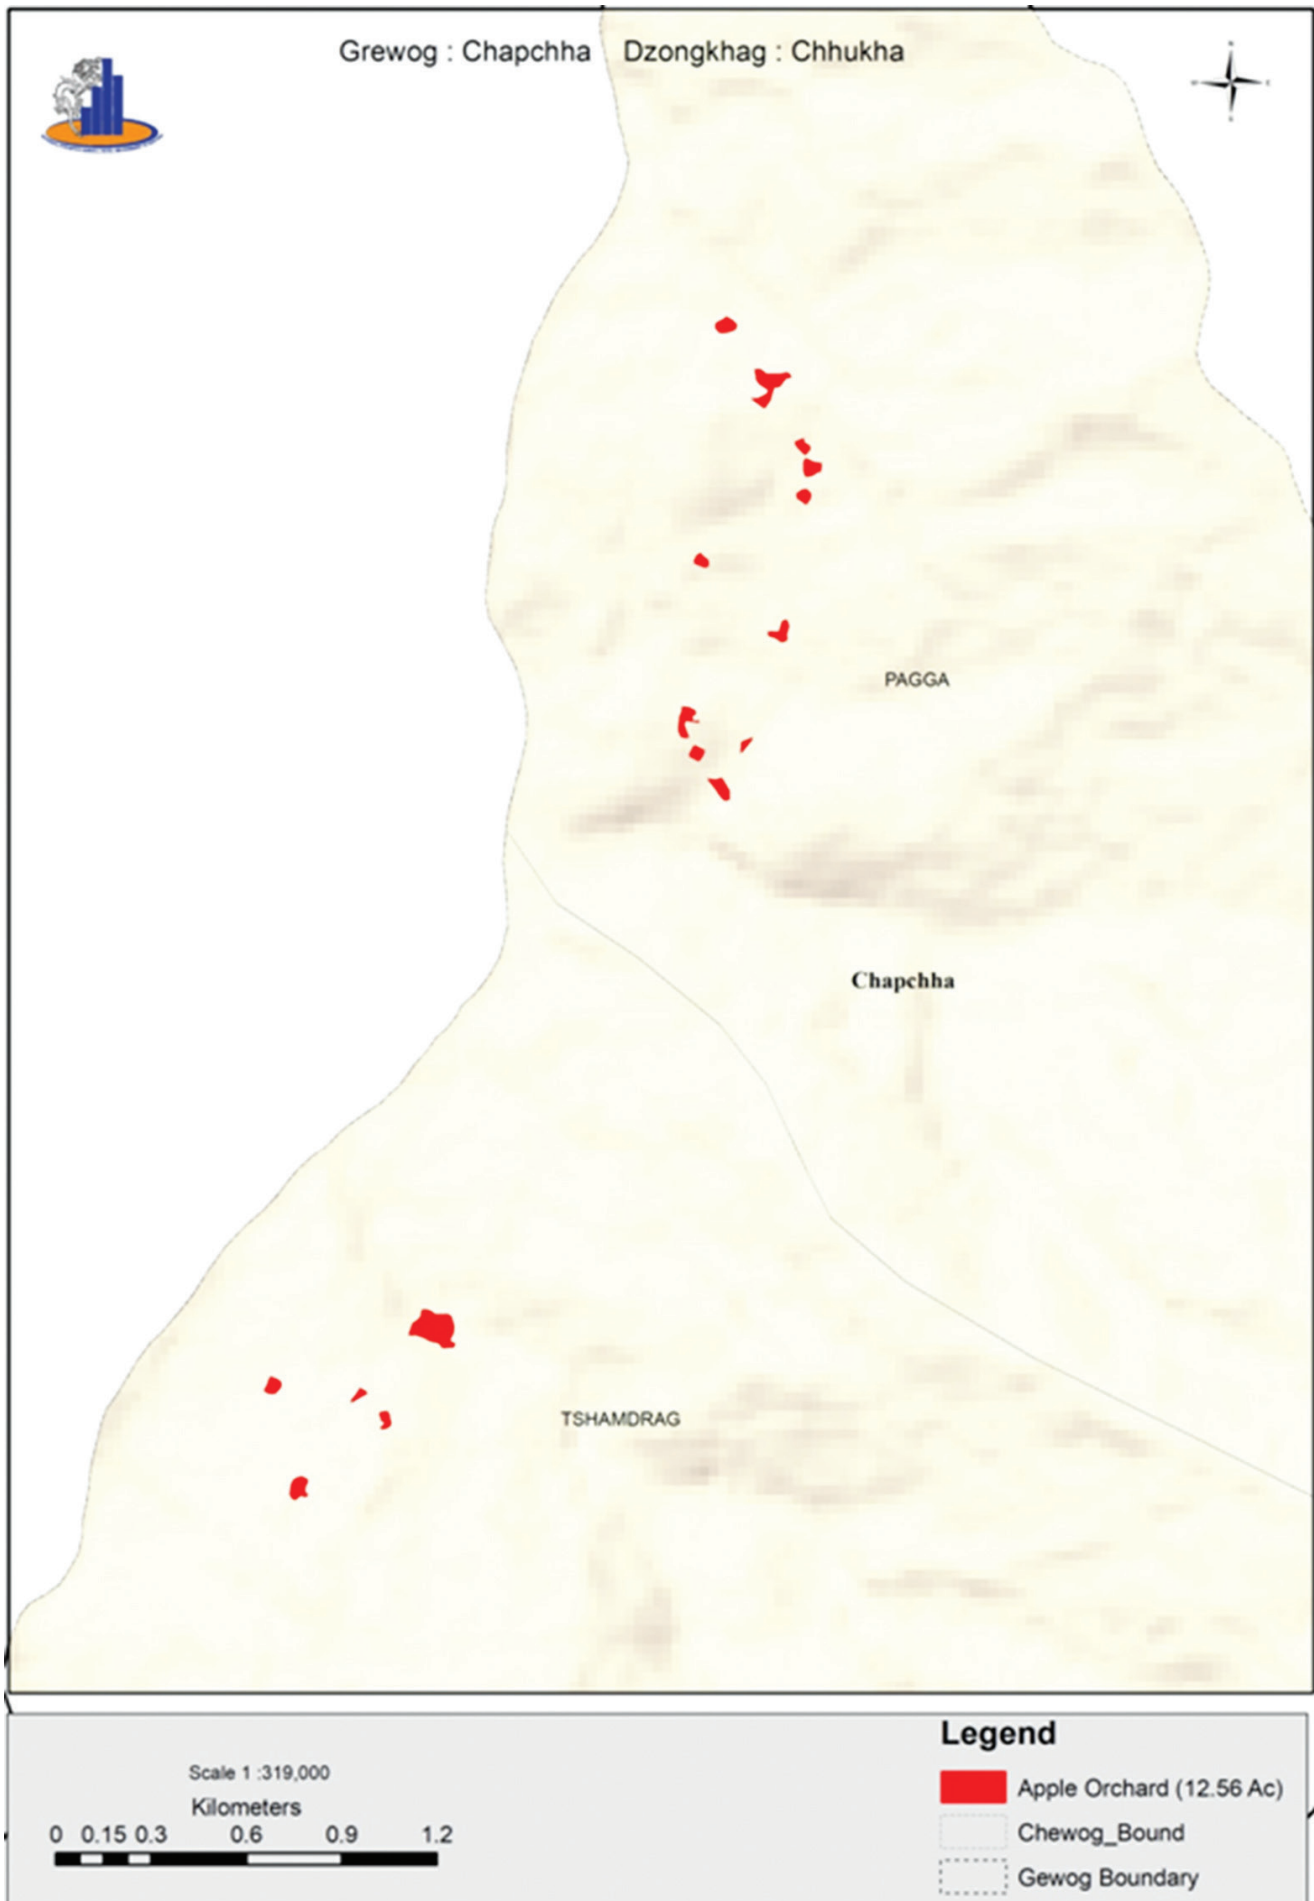 Grewog : Chapchha Dzongkhag : Chhukha
PAGGA
Chapchha
TSHAMDRAG
Scale 1 :319,000
Kilometers
0 0.15 0.3 0.6 0.9 1.2
Legend
Apple Orchard (12.56 Ac)
Chewog_Bound
Gewog Boundary